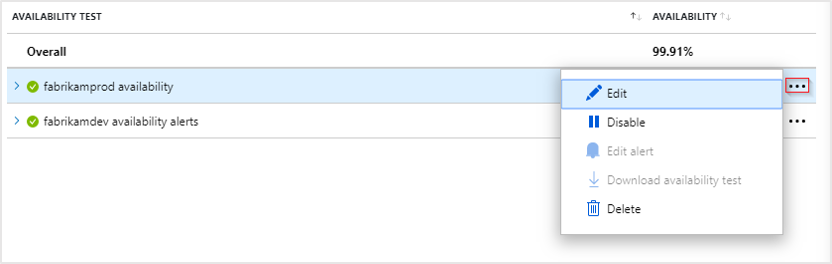 AVAILABILITY TEST AVAILABILITY
Overall 99.91%
fabrikamprod availability
Edit
Disable
fabrikamdev availability alerts
Edit alert
Download availability test
Delete